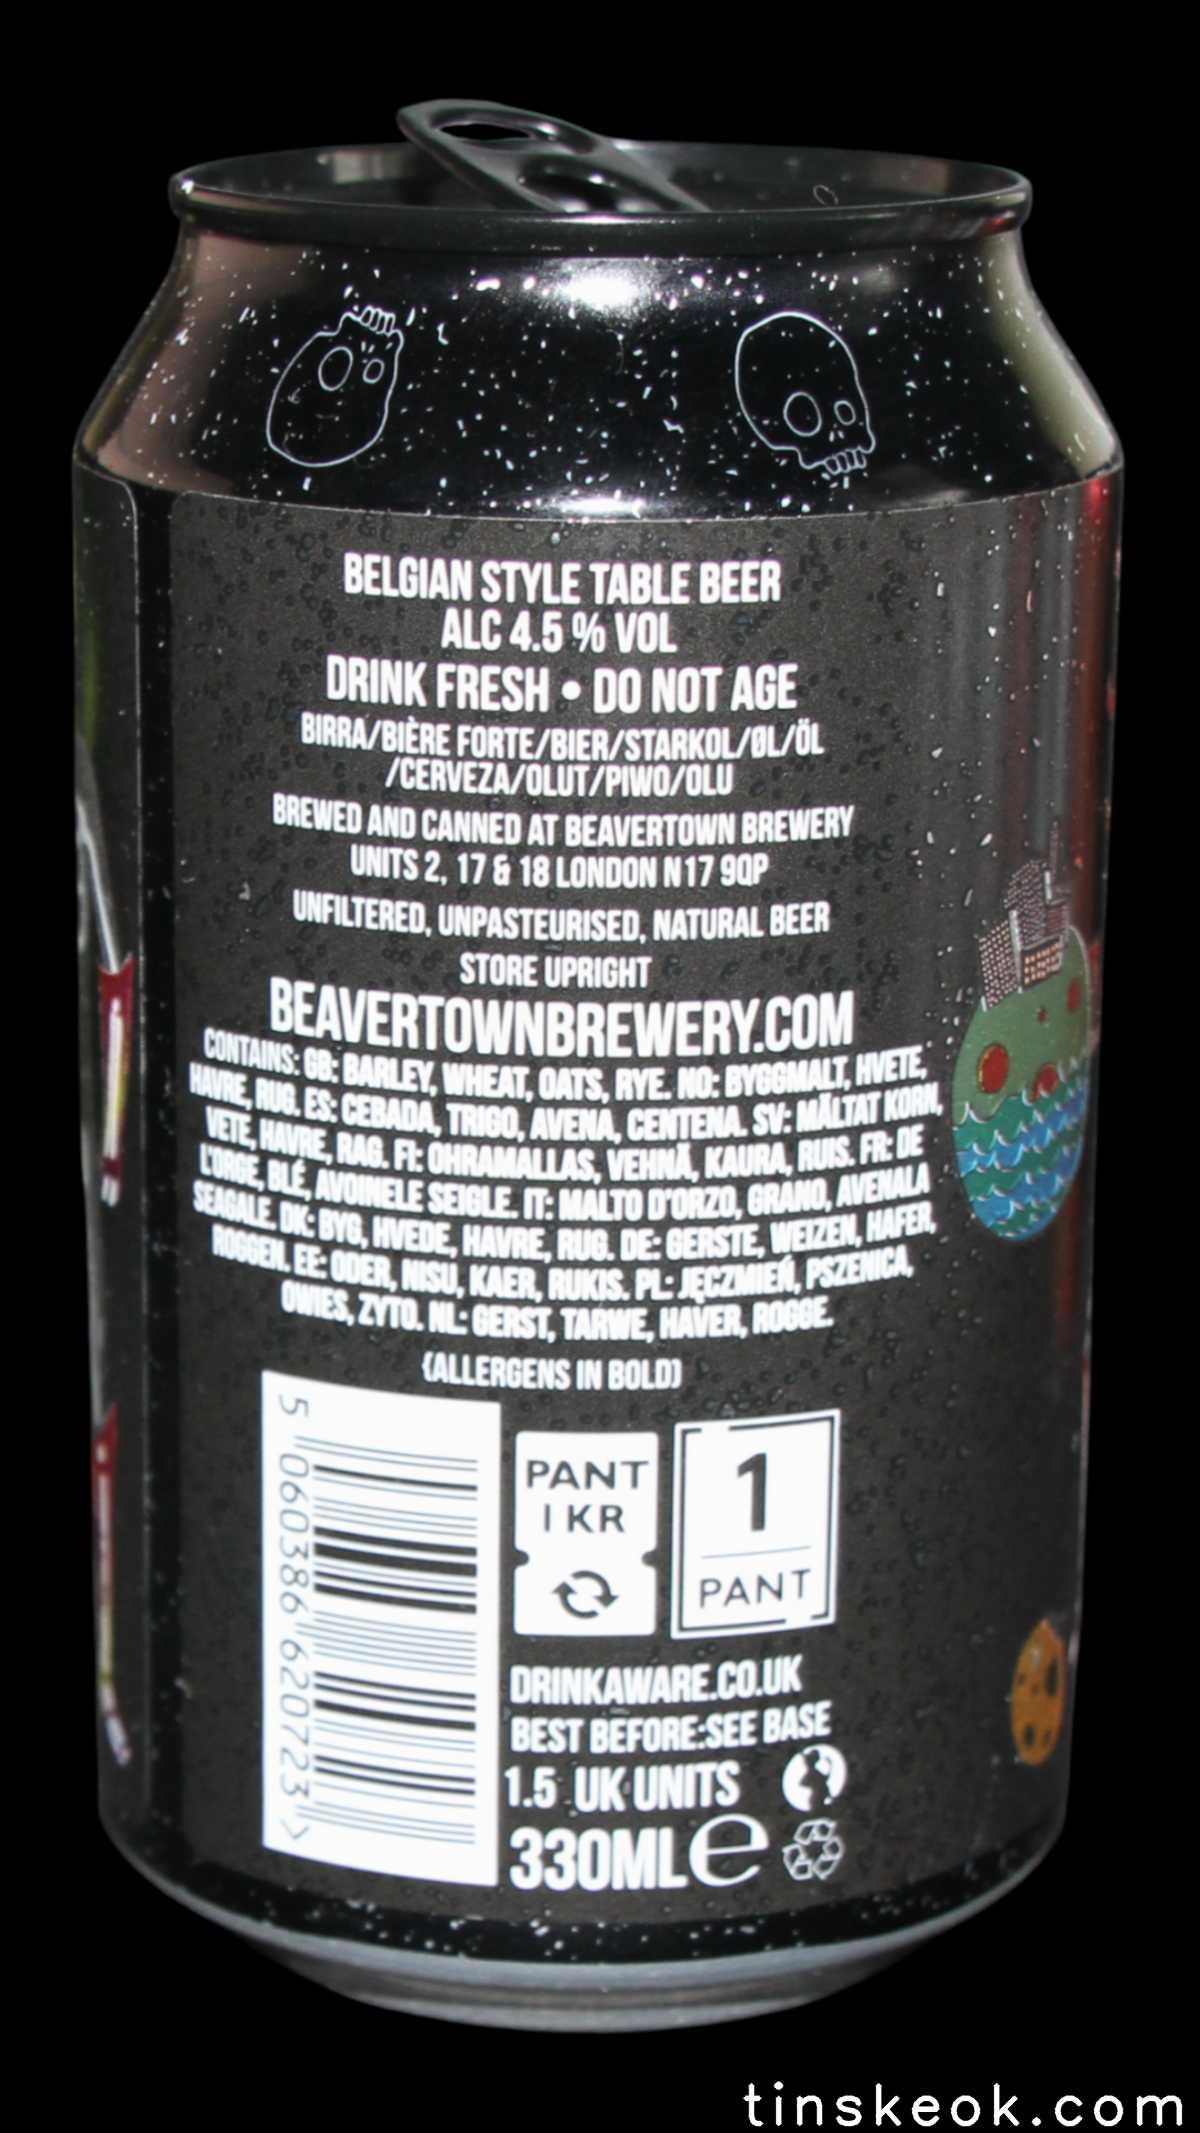 BELGIAN STYLE TABLE BEER
ALC 4.5 % VOL
DRINK FRESH • DO NOT AGE
BIRRA/BIÈRE FORTE/BIER/STARKOL/ØL/ÖL
/CERVEZA/OLUT/PIWO/OLU
BREWED AND CANNED AT BEAVERTOWN BREWERY
UNITS 2, 17 & 18 LONDON N17 9QP
UNFILTERED, UNPASTEURISED, NATURAL BEER
STORE UPRIGHT
BEAVERTOWNBREWERY.COM
CONTAINS: GB: BARLEY, WHEAT, OATS, RYE. NO: BYGGMALT, HVETE,
HAVRE, RUG. ES: CEBADA, TRIGO, AVENA, CENTENA. SV: MÄLTAT KORN,
VETE, HAVRE, RAG. FI: OHRAMALLAS, VEHNÄ, KAURA, RUIS. FR: DE
L'ORGE, BLÉ, AVOINELE SEIGLE. IT: MALTO D'ORZO, GRANO, AVENALA
SEAGALE. DK: BYG, HVEDE, HAVRE, RUG. DE: GERSTE, WEIZEN, HAFER,
ROGGEN. EE: ODER, NISU, KAER, RUKIS. PL: JĘCZMIEŃ, PSZENICA,
OWIES, ZYTO. NL: GERST, TARWE, HAVER, ROGGE.
(ALLERGENS IN BOLD)
5 060386 620723 >
PANT
1 KR
1
PANT
DRINKAWARE.CO.UK
BEST BEFORE:SEE BASE
1.5 UK UNITS
330ML e
tinskeok.com